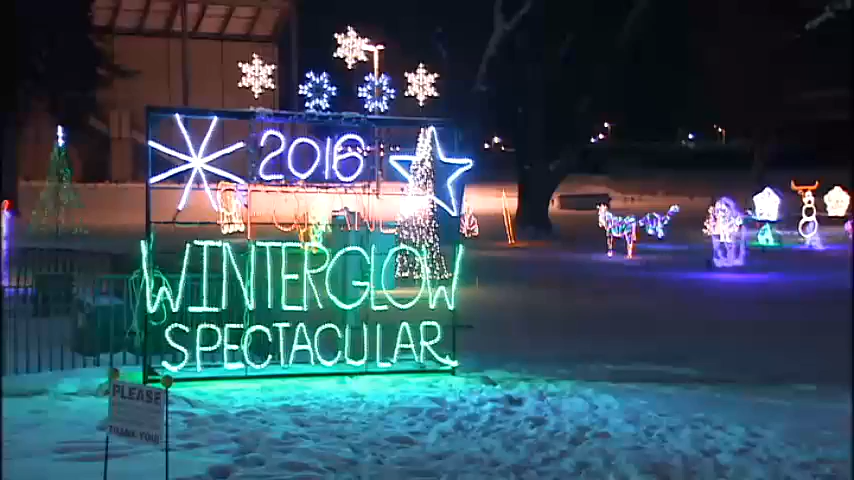 2016
WINTERGLOW
SPECTACULAR
PLEASE
THANK YOU!